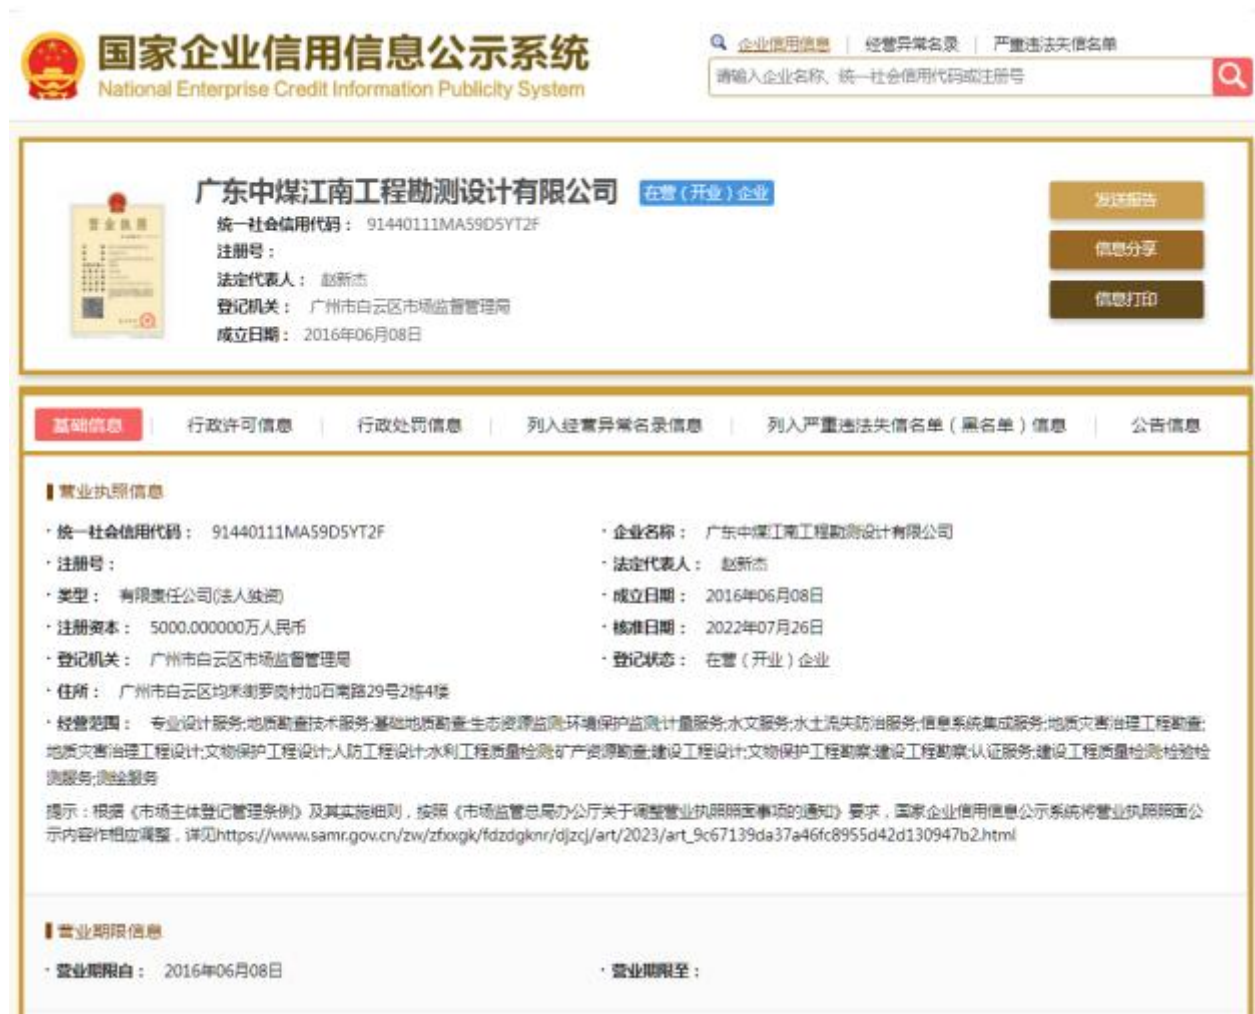 国家企业信用信息公示系统
National Enterprise Credit Information Publicity System
企业信用信息 | 经营异常名录 | 严重违法失信名单
请输入企业名称、统一社会信用代码或注册号
广东中煤江南工程勘测设计有限公司 在营（开业）企业
统一社会信用代码： 91440111MA59D5YT2F
注册号：
法定代表人： 赵新杰
登记机关： 广州市白云区市场监督管理局
成立日期： 2016年06月08日
营业执照
发送报告
信息分享
信息打印
基础信息 | 行政许可信息 | 行政处罚信息 | 列入经营异常名录信息 | 列入严重违法失信名单（黑名单）信息 | 公告信息
营业执照信息
· 统一社会信用代码： 91440111MA59D5YT2F · 企业名称： 广东中煤江南工程勘测设计有限公司
· 注册号： · 法定代表人： 赵新杰
· 类型： 有限责任公司(法人独资) · 成立日期： 2016年06月08日
· 注册资本： 5000.000000万人民币 · 核准日期： 2022年07月26日
· 登记机关： 广州市白云区市场监督管理局 · 登记状态： 在营（开业）企业
· 住所： 广州市白云区均禾街罗岗村加石南路29号2栋4楼
· 经营范围： 专业设计服务;地质勘查技术服务;基础地质勘查;生态资源监测;环境保护监测;计量服务;水文服务;水土流失防治服务;信息系统集成服务;地质灾害治理工程勘查;
地质灾害治理工程设计;文物保护工程设计;人防工程设计;水利工程质量检测;矿产资源勘查;建设工程设计;文物保护工程勘察;建设工程勘察;认证服务;建设工程质量检测;检验检
测服务;测绘服务
提示：根据《市场主体登记管理条例》及其实施细则，按照《市场监管总局办公厅关于调整营业执照照面事项的通知》要求，国家企业信用信息公示系统将营业执照照面公
示内容作相应调整，详见https://www.samr.gov.cn/zw/zfxxgk/fdzdgknr/djzcj/art/2023/art_9c67139da37a46fc8955d42d130947b2.html
营业期限信息
· 营业期限自： 2016年06月08日 · 营业期限至：